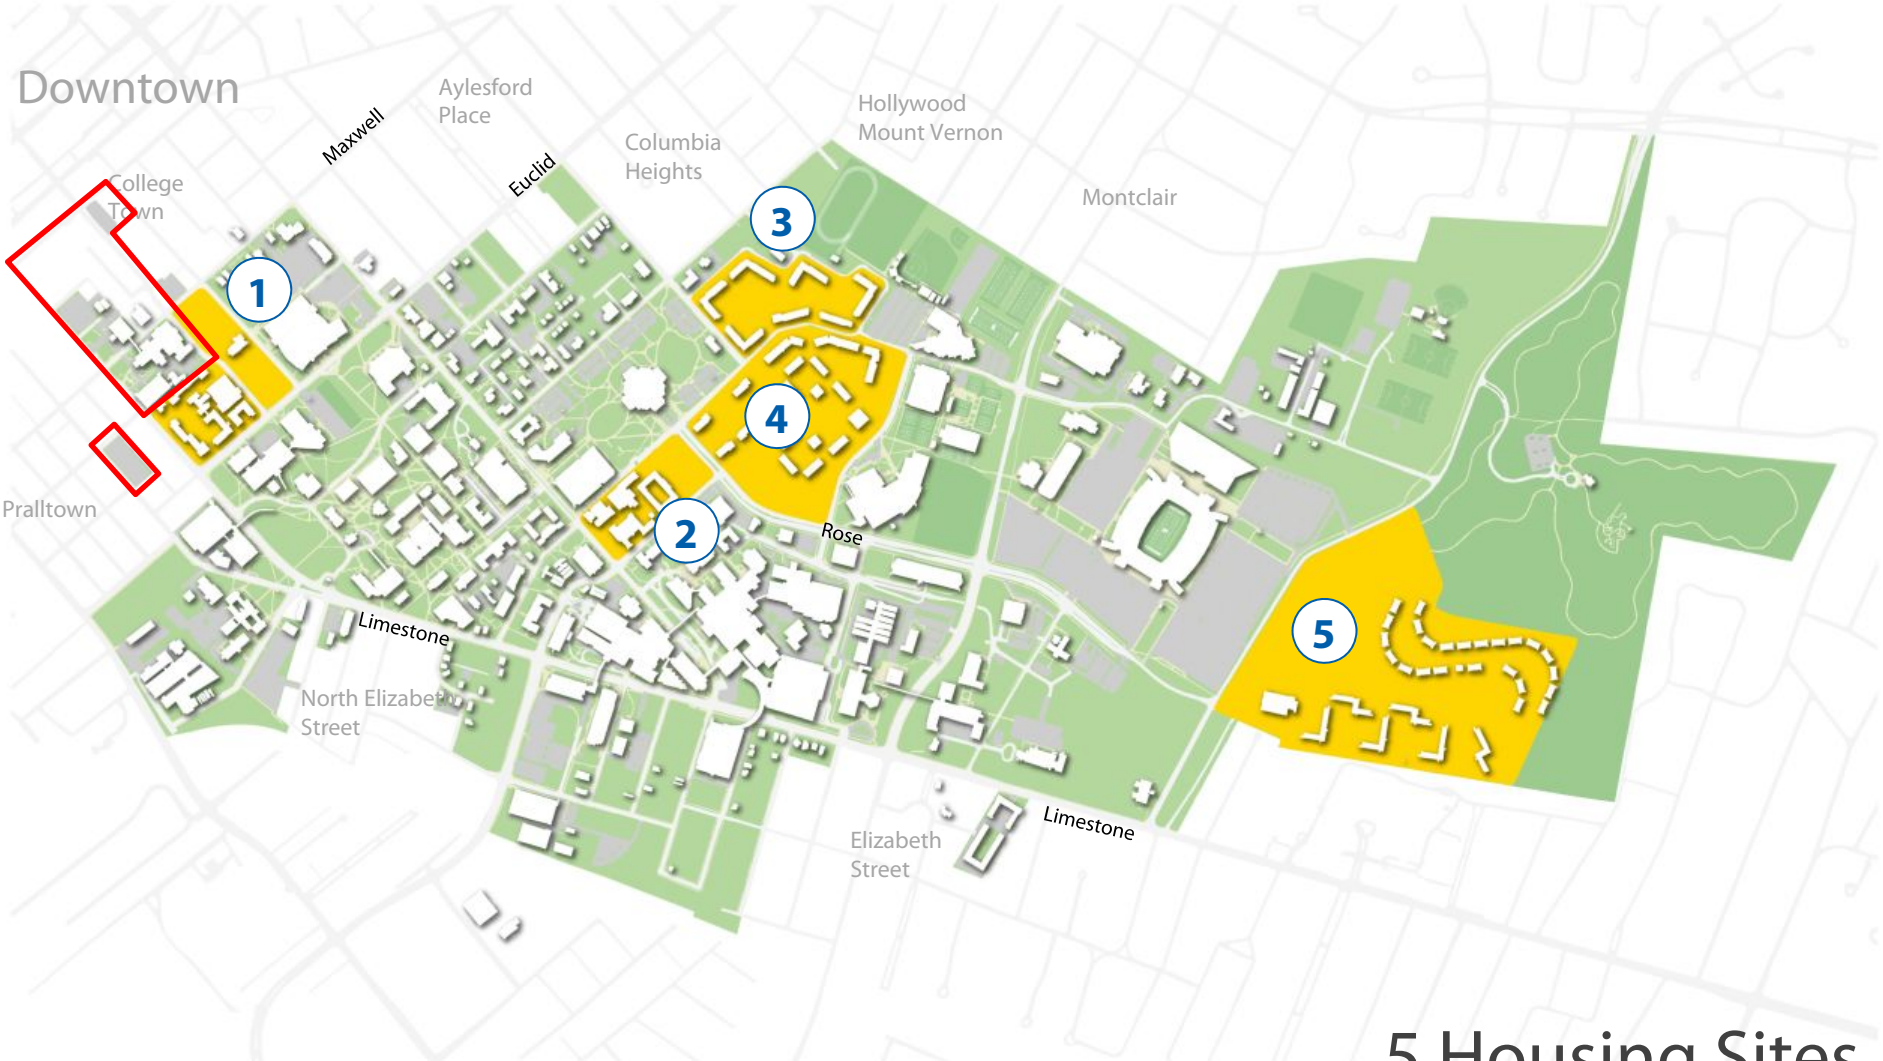 Downtown
Maxwell
Aylesford
Place
Euclid
Columbia
Heights
Hollywood
Mount Vernon
Montclair
College
Town
1
3
4
2
Rose
Pralltown
5
Limestone
North Elizabeth
Street
Limestone
Elizabeth
Street
5 Housing Sites